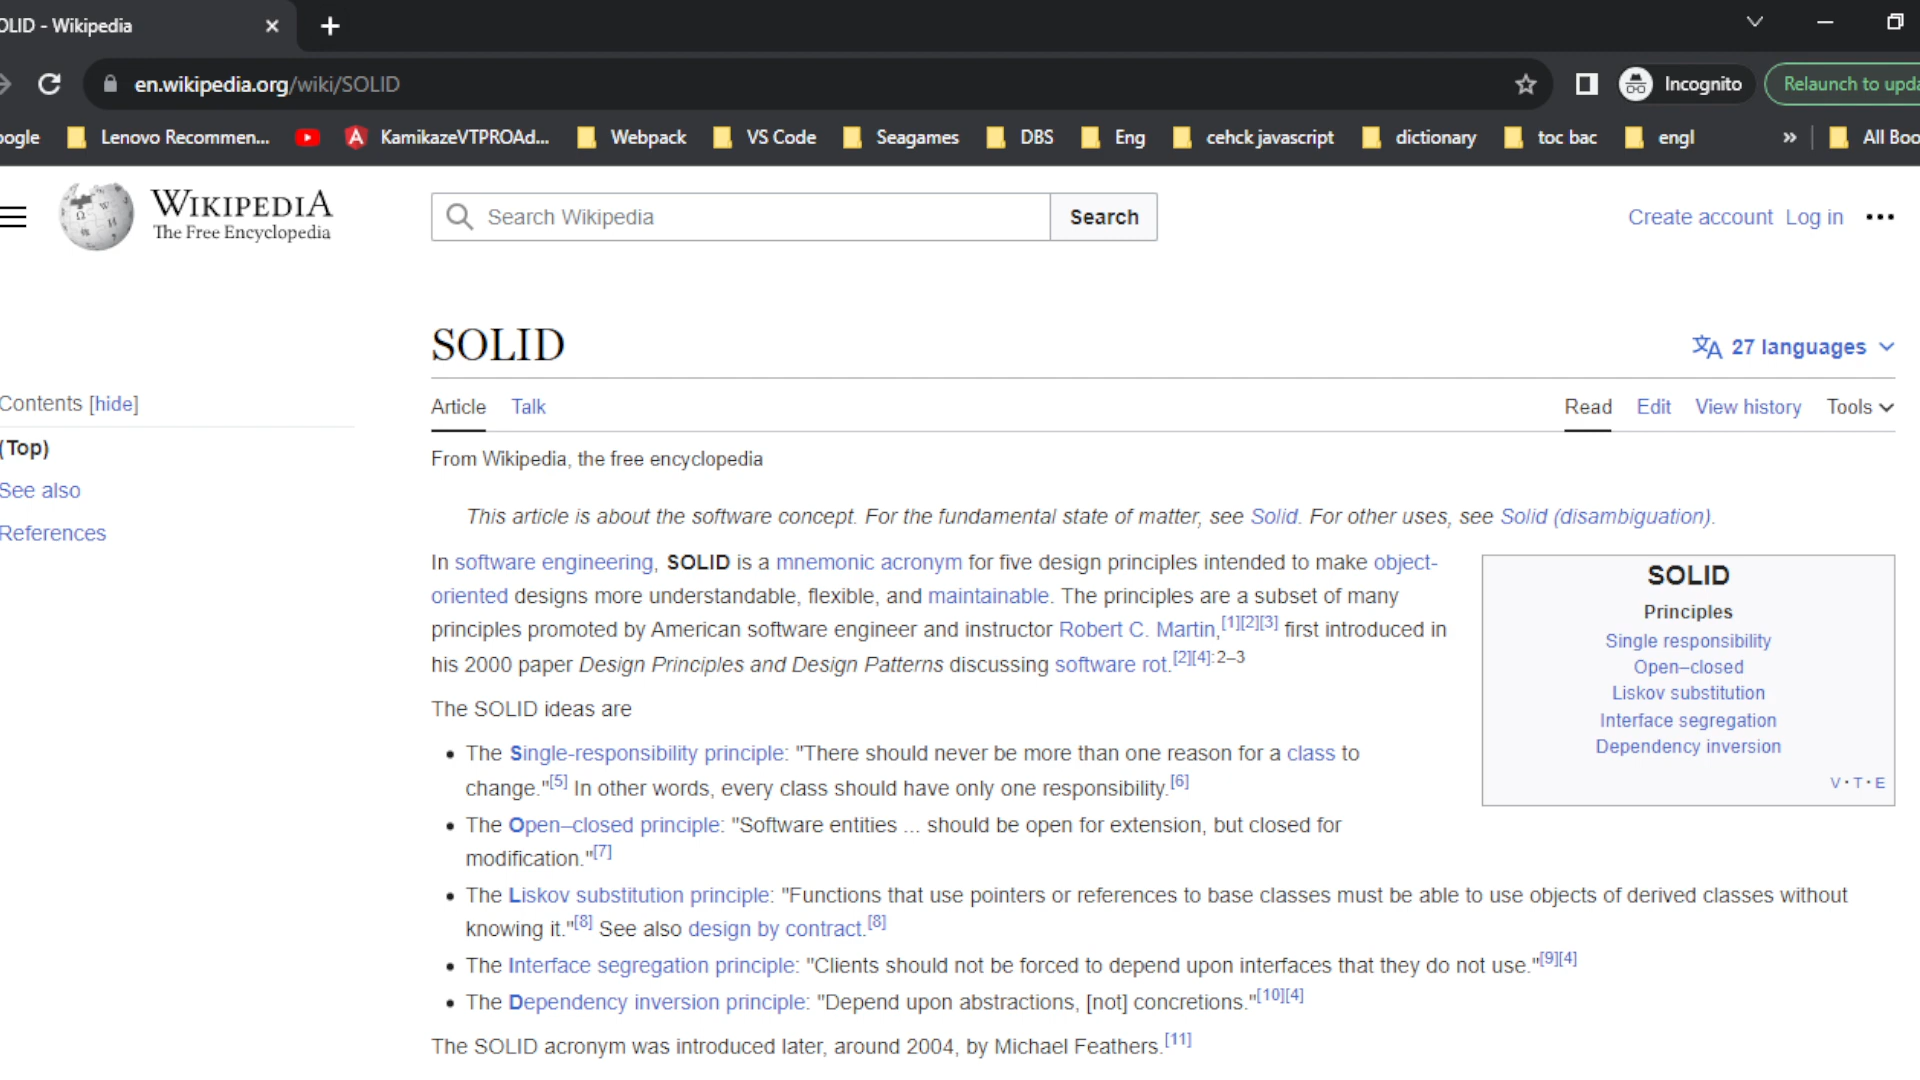 OLID - Wikipedia
en.wikipedia.org/wiki/SOLID
Incognito
Relaunch to upda
oogle
Lenovo Recommen...
KamikazeVTPROAd...
Webpack
VS Code
Seagames
DBS
Eng
cehck javascript
dictionary
toc bac
engl
»
All Boo
WIKIPEDIA
The Free Encyclopedia
Search Wikipedia
Search
Create account Log in
SOLID
27 languages
Contents [hide]
(Top)
See also
References
Article Talk
Read Edit View history Tools
From Wikipedia, the free encyclopedia
This article is about the software concept. For the fundamental state of matter, see Solid. For other uses, see Solid (disambiguation).
In software engineering, SOLID is a mnemonic acronym for five design principles intended to make object-
oriented designs more understandable, flexible, and maintainable. The principles are a subset of many
principles promoted by American software engineer and instructor Robert C. Martin,[1][2][3] first introduced in
his 2000 paper Design Principles and Design Patterns discussing software rot.[2][4]:2–3
The SOLID ideas are
• The Single-responsibility principle: "There should never be more than one reason for a class to
change."[5] In other words, every class should have only one responsibility.[6]
• The Open–closed principle: "Software entities ... should be open for extension, but closed for
modification."[7]
• The Liskov substitution principle: "Functions that use pointers or references to base classes must be able to use objects of derived classes without
knowing it."[8] See also design by contract.[8]
• The Interface segregation principle: "Clients should not be forced to depend upon interfaces that they do not use."[9][4]
• The Dependency inversion principle: "Depend upon abstractions, [not] concretions."[10][4]
The SOLID acronym was introduced later, around 2004, by Michael Feathers.[11]
SOLID
Principles
Single responsibility
Open–closed
Liskov substitution
Interface segregation
Dependency inversion
V·T·E